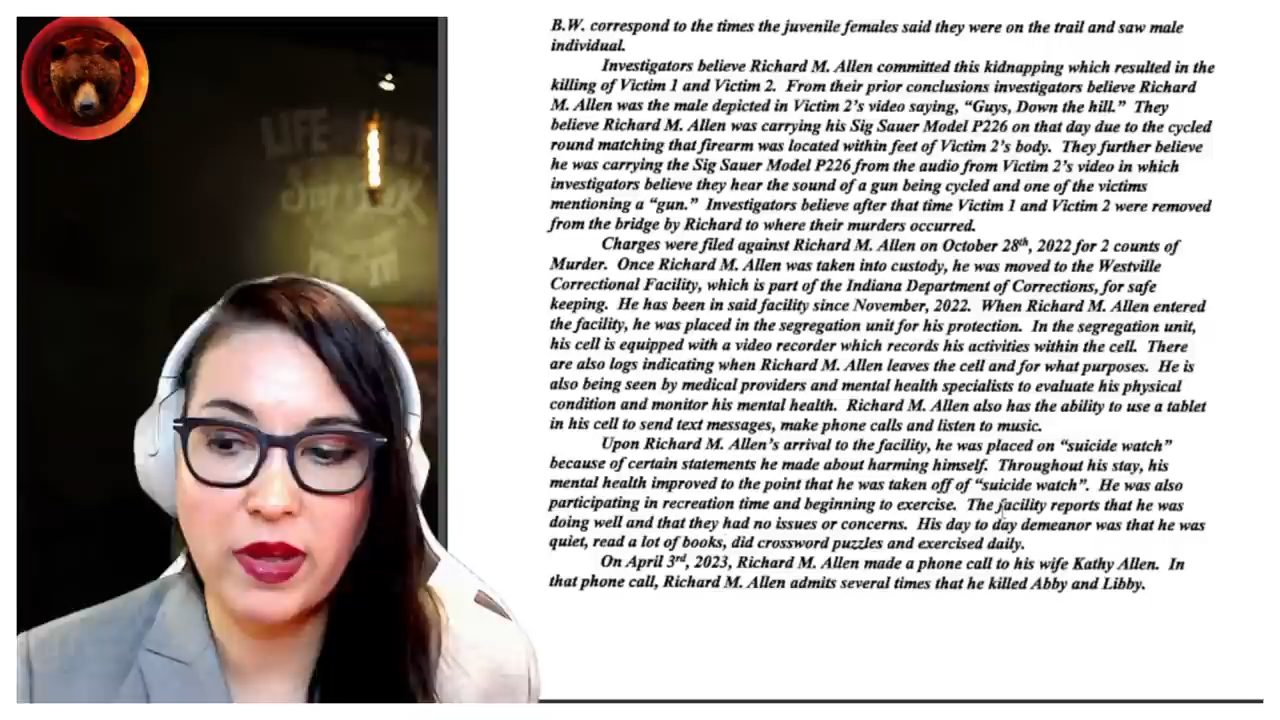 B.W. correspond to the times the juvenile females said they were on the trail and saw male
individual.
Investigators believe Richard M. Allen committed this kidnapping which resulted in the
killing of Victim 1 and Victim 2. From their prior conclusions investigators believe Richard
M. Allen was the male depicted in Victim 2's video saying, "Guys, Down the hill." They
believe Richard M. Allen was carrying his Sig Sauer Model P226 on that day due to the cycled
round matching that firearm was located within feet of Victim 2's body. They further believe
he was carrying the Sig Sauer Model P226 from the audio from Victim 2's video in which
investigators believe they hear the sound of a gun being cycled and one of the victims
mentioning a "gun." Investigators believe after that time Victim 1 and Victim 2 were removed
from the bridge by Richard to where their murders occurred.
Charges were filed against Richard M. Allen on October 28th, 2022 for 2 counts of
Murder. Once Richard M. Allen was taken into custody, he was moved to the Westville
Correctional Facility, which is part of the Indiana Department of Corrections, for safe
keeping. He has been in said facility since November, 2022. When Richard M. Allen entered
the facility, he was placed in the segregation unit for his protection. In the segregation unit,
his cell is equipped with a video recorder which records his activities within the cell. There
are also logs indicating when Richard M. Allen leaves the cell and for what purposes. He is
also being seen by medical providers and mental health specialists to evaluate his physical
condition and monitor his mental health. Richard M. Allen also has the ability to use a tablet
in his cell to send text messages, make phone calls and listen to music.
Upon Richard M. Allen's arrival to the facility, he was placed on "suicide watch"
because of certain statements he made about harming himself. Throughout his stay, his
mental health improved to the point that he was taken off of "suicide watch". He was also
participating in recreation time and beginning to exercise. The facility reports that he was
doing well and that they had no issues or concerns. His day to day demeanor was that he was
quiet, read a lot of books, did crossword puzzles and exercised daily.
On April 3rd, 2023, Richard M. Allen made a phone call to his wife Kathy Allen. In
that phone call, Richard M. Allen admits several times that he killed Abby and Libby.
LIFE